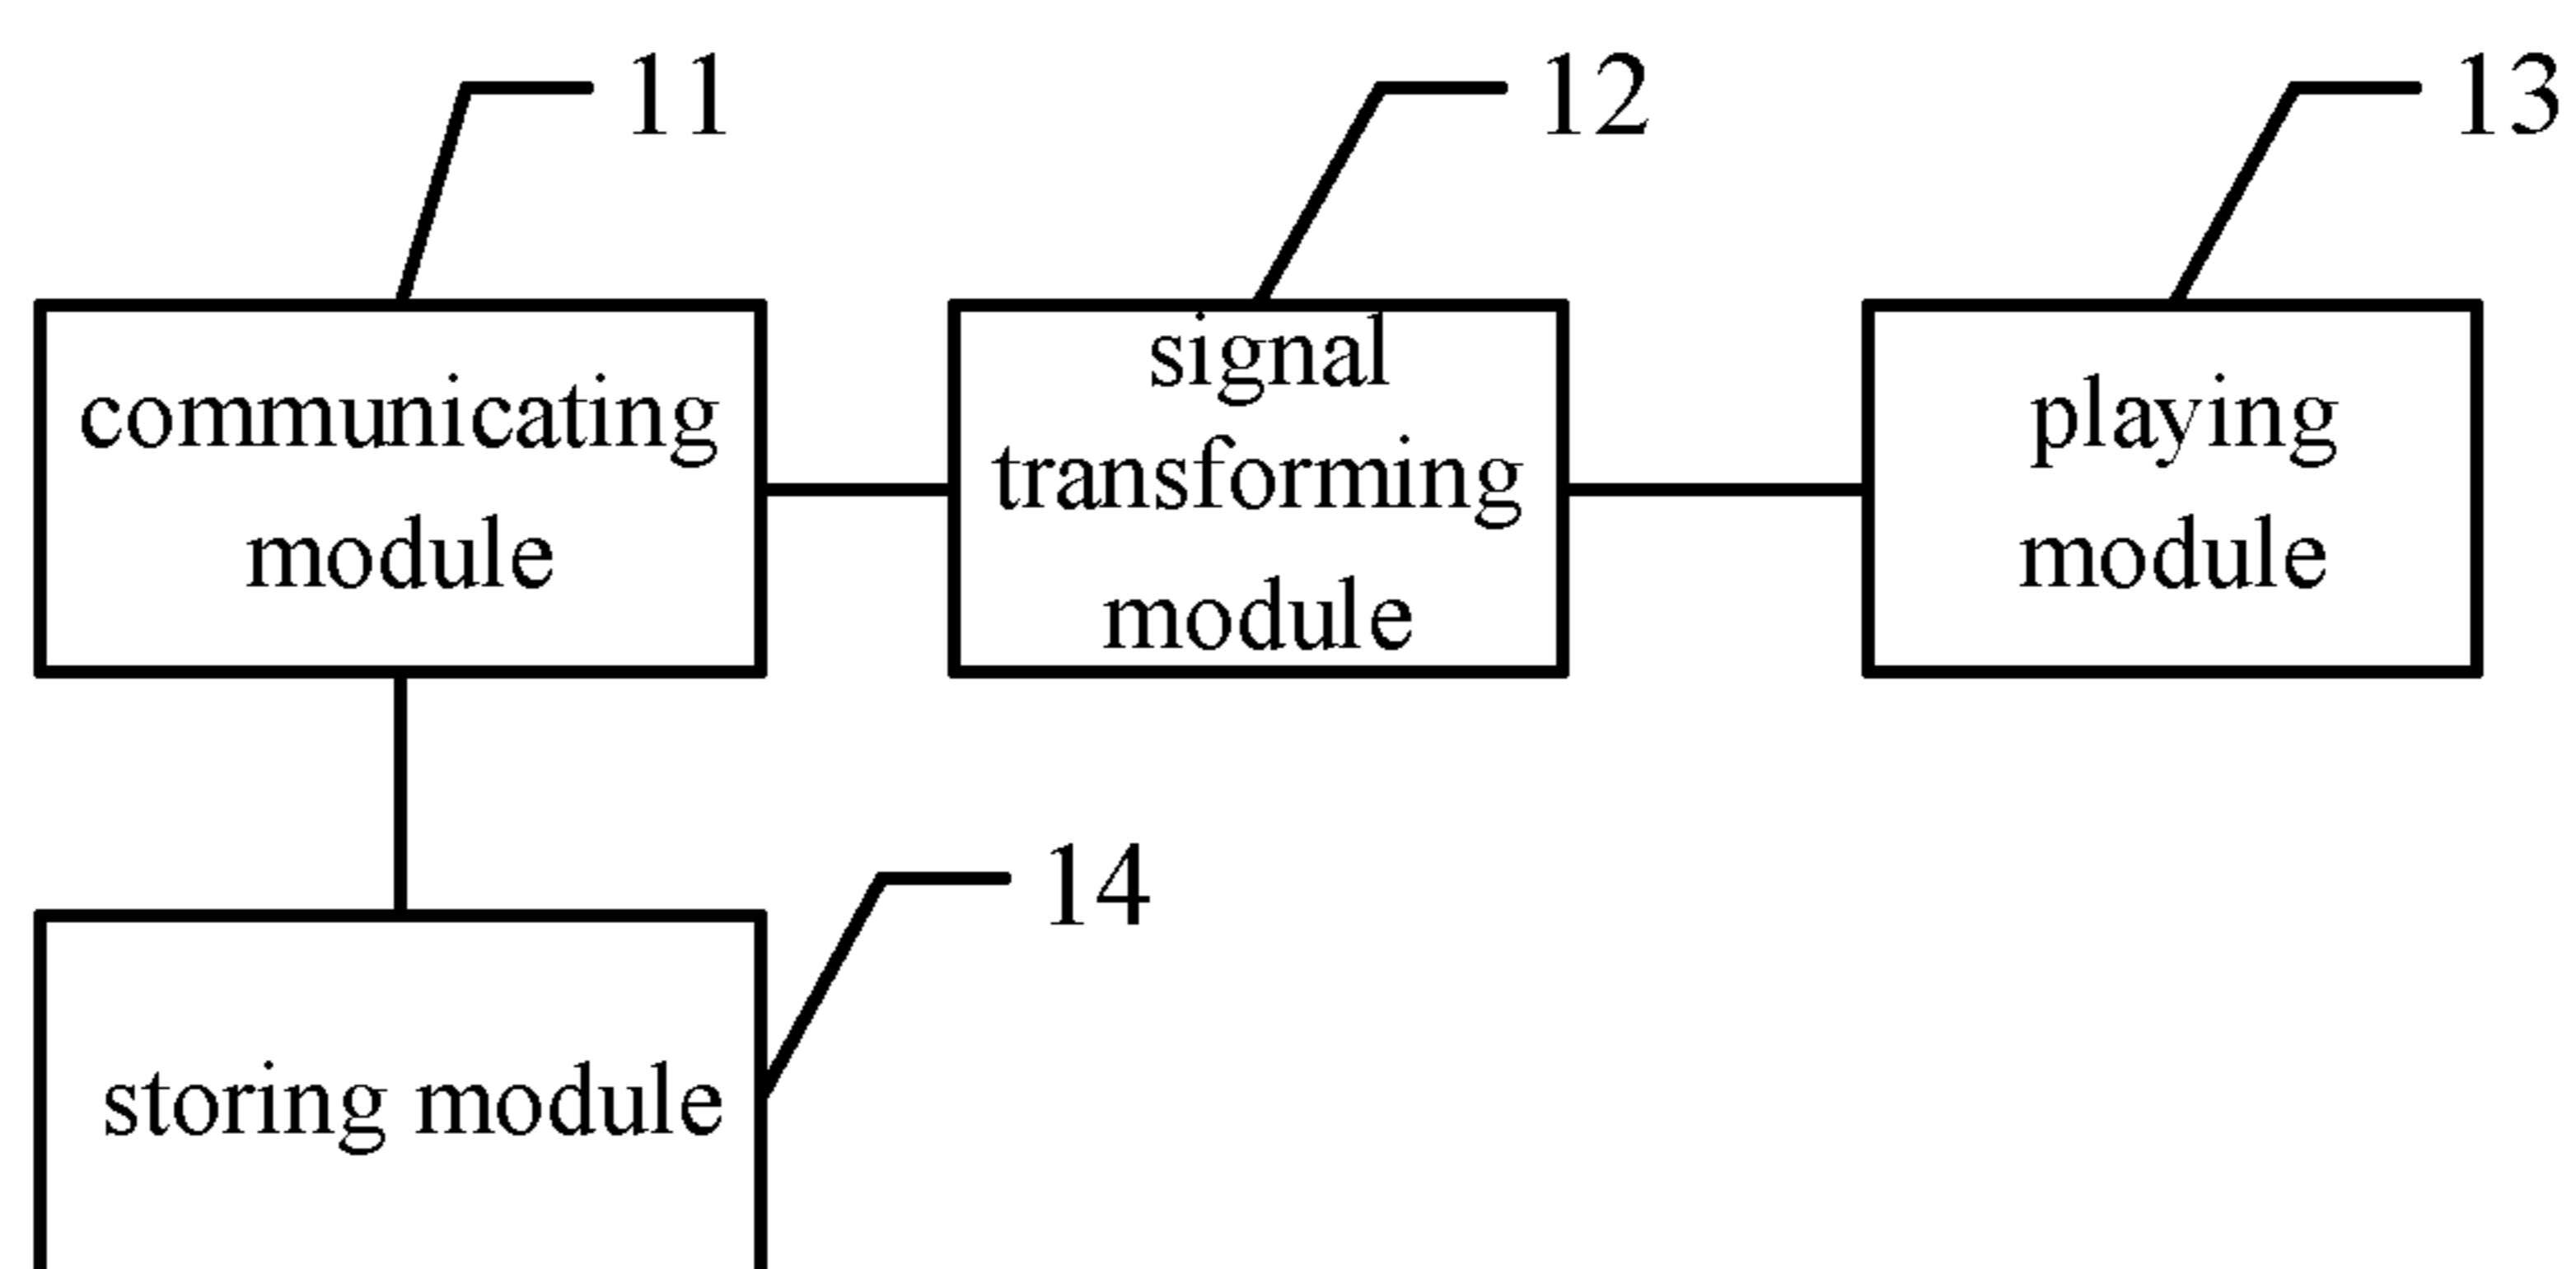 11
12
13
communicating
module
signal
transforming
module
playing
module
14
storing module